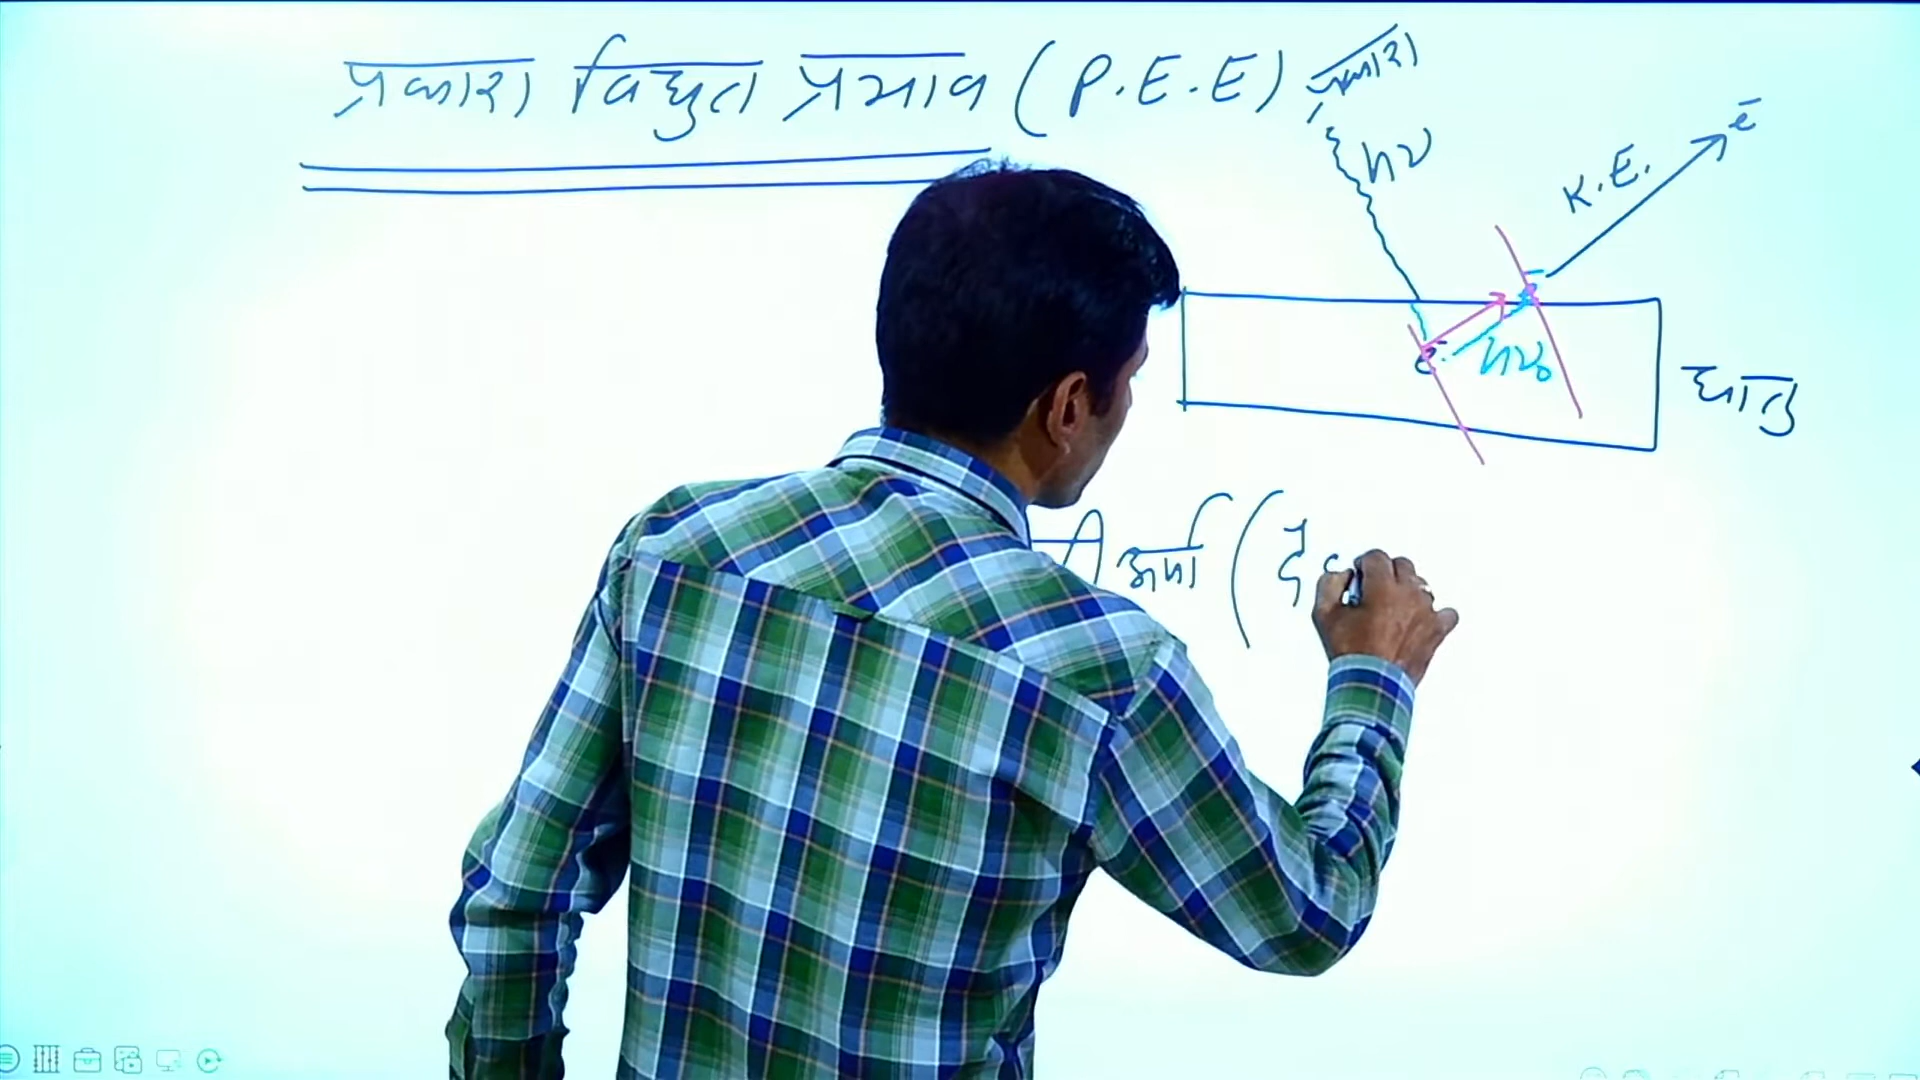 प्रकाश विद्युत प्रभाव (P.E.E)
प्रकाश
hν
K.E.
e⁻
e⁻
e⁻
hν₀
धातु
ऊर्जा (